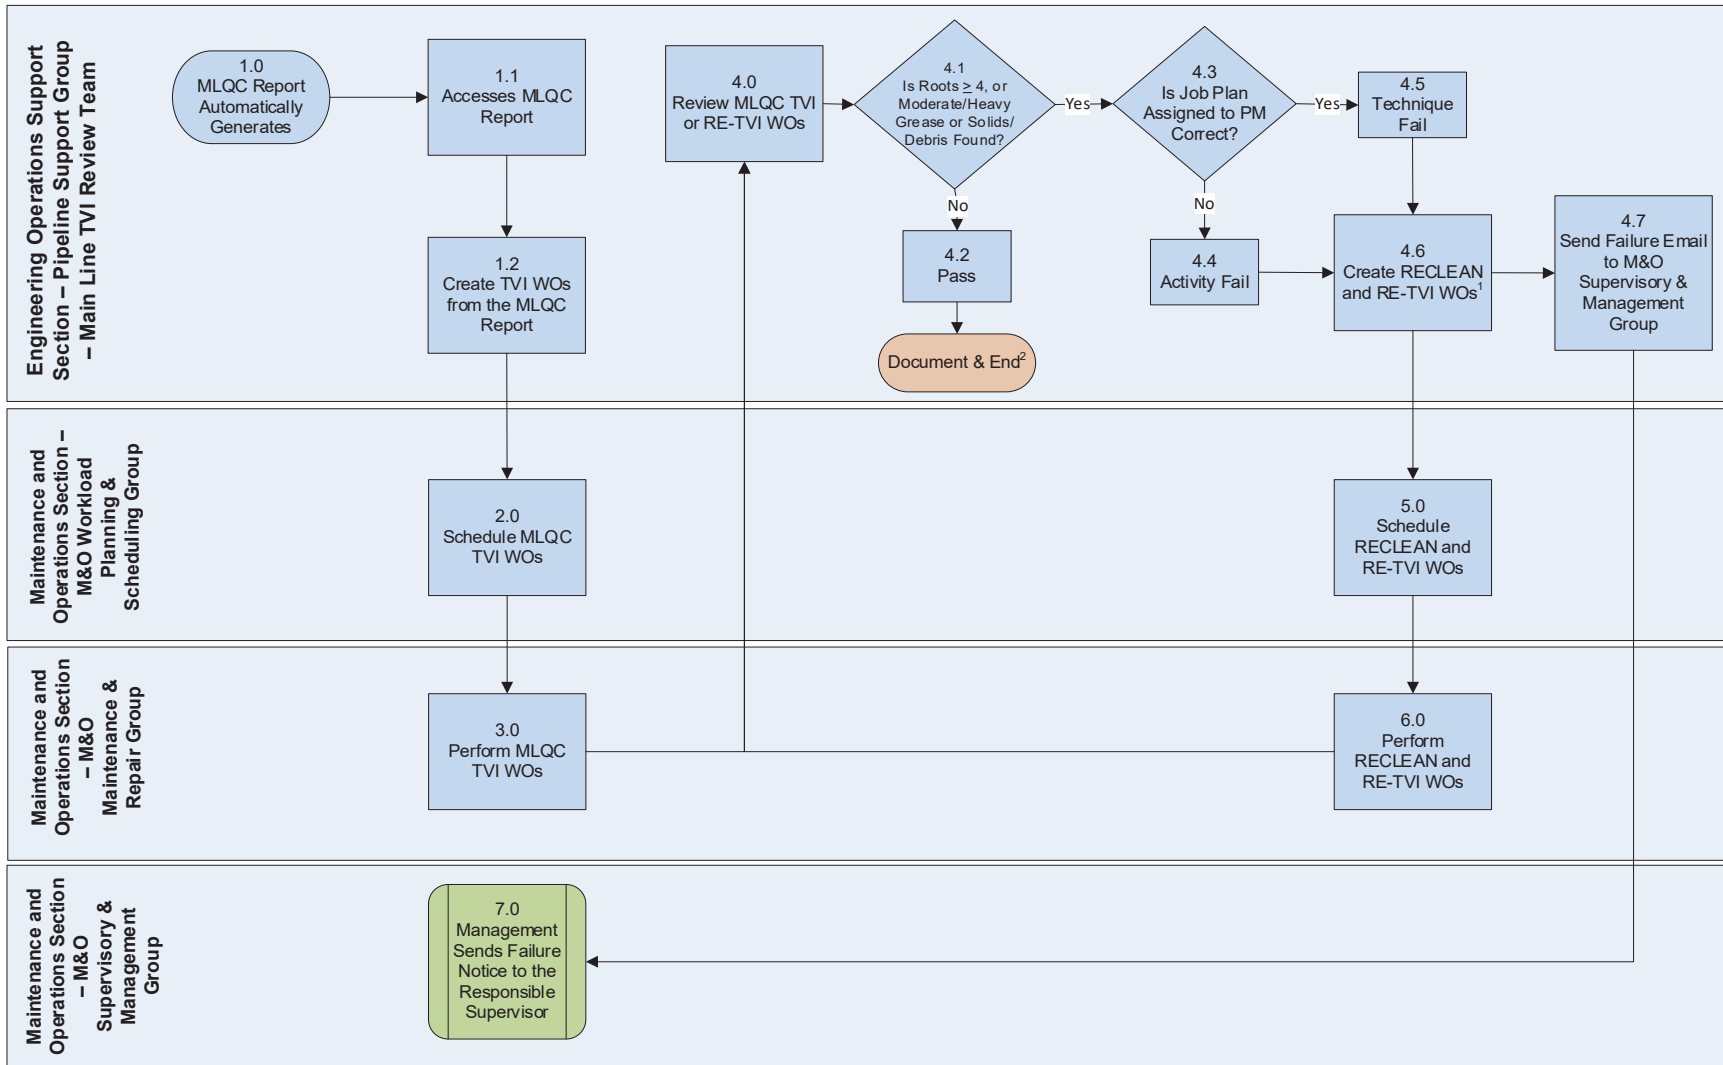 Engineering Operations Support
Section – Pipeline Support Group
– Main Line TVI Review Team
1.0
MLQC Report
Automatically
Generates
1.1
Accesses MLQC
Report
1.2
Create TVI WOs
from the MLQC
Report
4.0
Review MLQC TVI
or RE-TVI WOs
4.1
Is Roots ≥ 4, or
Moderate/Heavy
Grease or Solids/
Debris Found?
Yes
No
4.2
Pass
Document & End²
4.3
Is Job Plan
Assigned to PM
Correct?
Yes
No
4.4
Activity Fail
4.5
Technique
Fail
4.6
Create RECLEAN
and RE-TVI WOs¹
4.7
Send Failure Email
to M&O
Supervisory &
Management
Group
Maintenance and
Operations Section –
M&O Workload
Planning &
Scheduling Group
2.0
Schedule MLQC
TVI WOs
5.0
Schedule
RECLEAN and
RE-TVI WOs
Maintenance and
Operations Section
– M&O
Maintenance &
Repair Group
3.0
Perform MLQC
TVI WOs
6.0
Perform
RECLEAN and
RE-TVI WOs
Maintenance and
Operations Section
– M&O
Supervisory &
Management
Group
7.0
Management
Sends Failure
Notice to the
Responsible
Supervisor